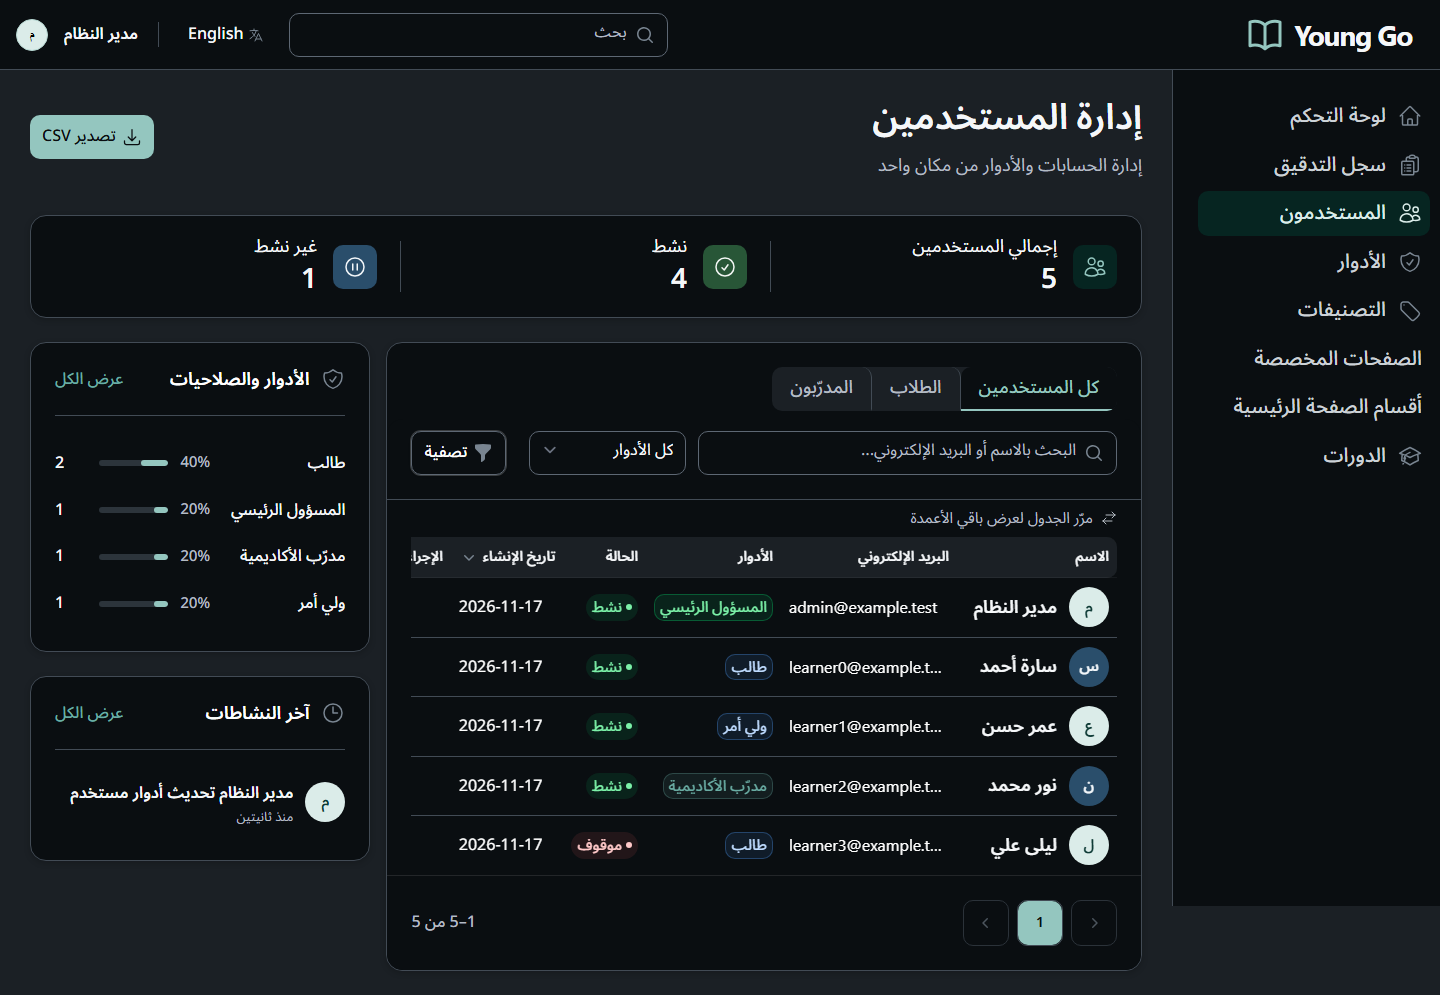 Young Go
بحث
English
مدير النظام
م
لوحة التحكم
سجل التدقيق
المستخدمون
الأدوار
التصنيفات
الصفحات المخصصة
أقسام الصفحة الرئيسية
الدورات
إدارة المستخدمين
إدارة الحسابات والأدوار من مكان واحد
تصدير CSV
إجمالي المستخدمين
5
نشط
4
غير نشط
1
كل المستخدمين
الطلاب
المدرّبون
البحث بالاسم أو البريد الإلكتروني...
كل الأدوار
تصفية
مرّر الجدول لعرض باقي الأعمدة
الاسم البريد الإلكتروني الأدوار الحالة تاريخ الإنشاء
م مدير النظام admin@example.test المسؤول الرئيسي نشط 2026-11-17
س سارة أحمد learner0@example.t... طالب نشط 2026-11-17
ع عمر حسن learner1@example.t... ولي أمر نشط 2026-11-17
ن نور محمد learner2@example.t... مدرّب الأكاديمية نشط 2026-11-17
ل ليلى علي learner3@example.t... طالب موقوف 2026-11-17
1
1–5 من 5
الأدوار والصلاحيات
عرض الكل
طالب 40% 2
المسؤول الرئيسي 20% 1
مدرّب الأكاديمية 20% 1
ولي أمر 20% 1
آخر النشاطات
عرض الكل
م
مدير النظام تحديث أدوار مستخدم
منذ ثانيتين